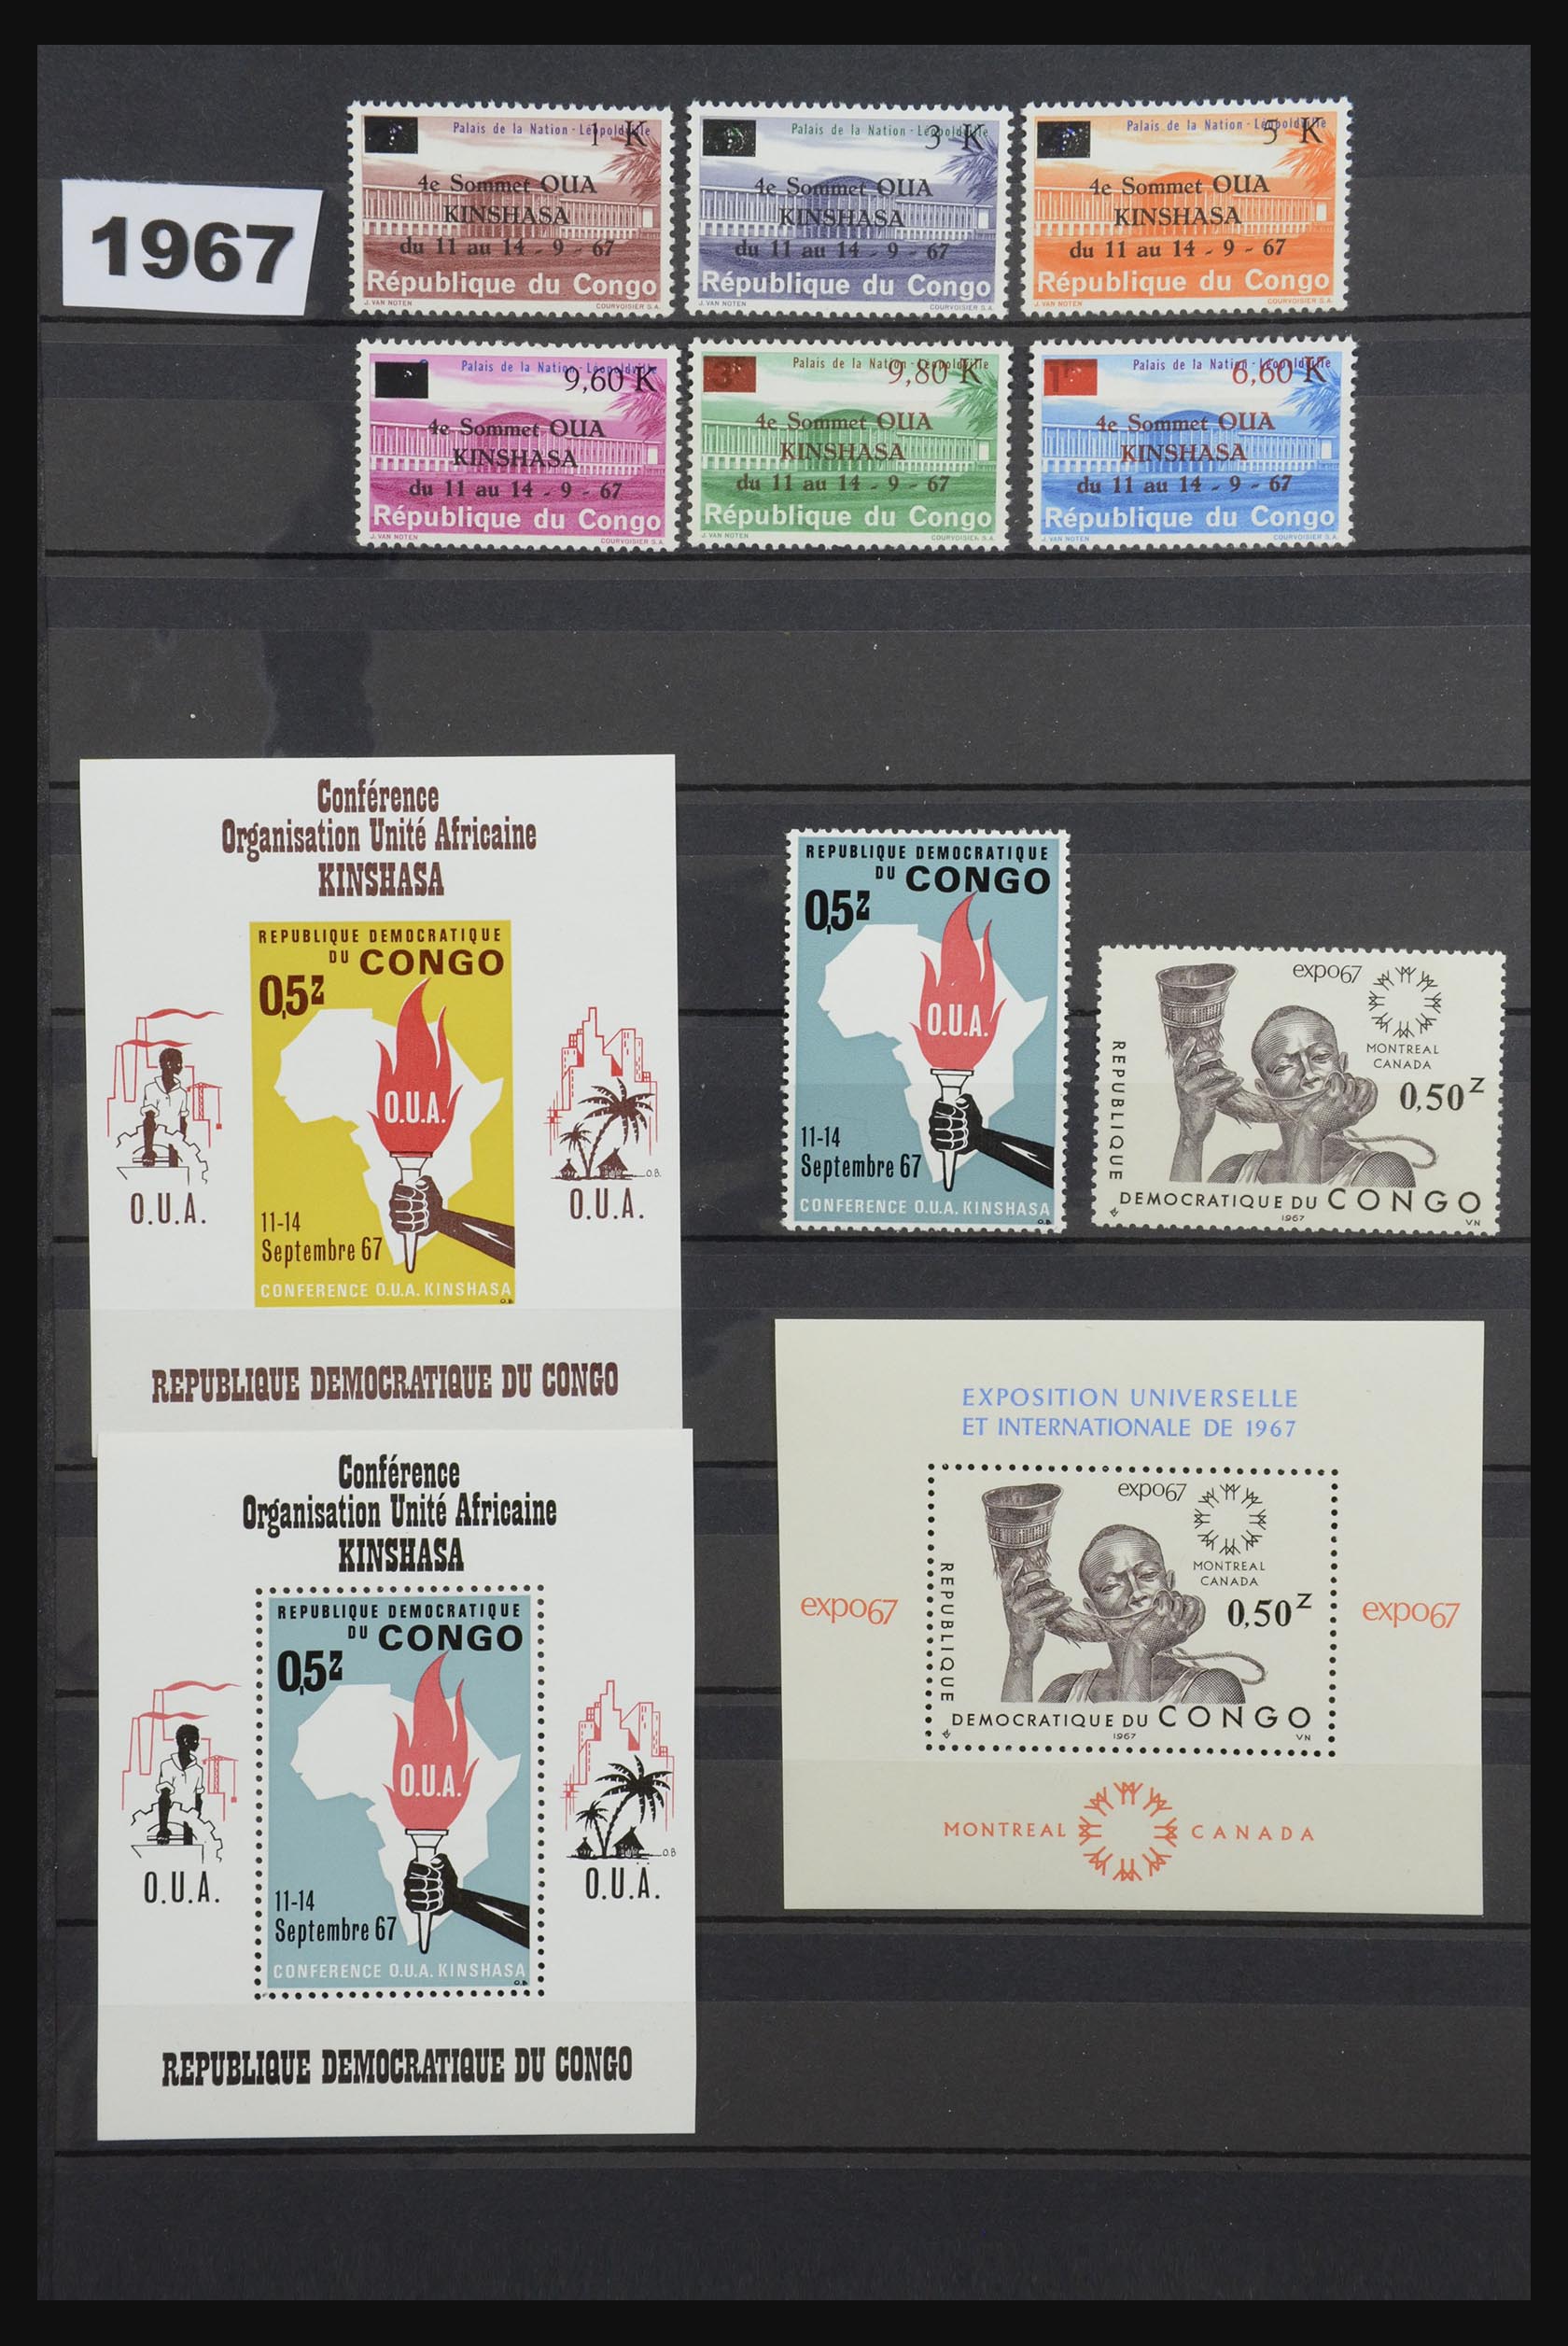 1967
Palais de la Nation - Léopoldville
1 K
4e Sommet OUA
KINSHASA
du 11 au 14 - 9 - 67
République du Congo
J. VAN NOTEN COURVOISIER S.A.
Palais de la Nation - Léopoldville
3 K
4e Sommet OUA
KINSHASA
du 11 au 14 - 9 - 67
République du Congo
J. VAN NOTEN COURVOISIER S.A.
Palais de la Nation - Léopoldville
5 K
4e Sommet OUA
KINSHASA
du 11 au 14 - 9 - 67
République du Congo
J. VAN NOTEN COURVOISIER S.A.
Palais de la Nation - Léopoldville
9,60 K
4e Sommet OUA
KINSHASA
du 11 au 14 - 9 - 67
République du Congo
J. VAN NOTEN COURVOISIER S.A.
Palais de la Nation - Léopoldville
9,80 K
4e Sommet OUA
KINSHASA
du 11 au 14 - 9 - 67
République du Congo
J. VAN NOTEN COURVOISIER S.A.
Palais de la Nation - Léopoldville
6,60 K
4e Sommet OUA
KINSHASA
du 11 au 14 - 9 - 67
République du Congo
J. VAN NOTEN COURVOISIER S.A.
Conférence
Organisation Unité Africaine
KINSHASA
REPUBLIQUE DEMOCRATIQUE
DU CONGO
0,5Z
O.U.A.
11-14
Septembre 67
CONFERENCE O.U.A. KINSHASA
O.B.
O.U.A.
O.B.
O.U.A.
REPUBLIQUE DEMOCRATIQUE DU CONGO
REPUBLIQUE DEMOCRATIQUE
DU CONGO
0,5Z
O.U.A.
11-14
Septembre 67
CONFERENCE O.U.A. KINSHASA
O.B.
expo67
MONTREAL
CANADA
0,50Z
REPUBLIQUE
DEMOCRATIQUE DU CONGO
1967 VN
Conférence
Organisation Unité Africaine
KINSHASA
REPUBLIQUE DEMOCRATIQUE
DU CONGO
0,5Z
O.U.A.
11-14
Septembre 67
CONFERENCE O.U.A. KINSHASA
O.B.
O.U.A.
O.B
O.U.A.
REPUBLIQUE DEMOCRATIQUE DU CONGO
EXPOSITION UNIVERSELLE
ET INTERNATIONALE DE 1967
expo67
expo67
MONTREAL
CANADA
0,50Z
REPUBLIQUE
DEMOCRATIQUE DU CONGO
1967 VN
expo67
MONTREAL CANADA